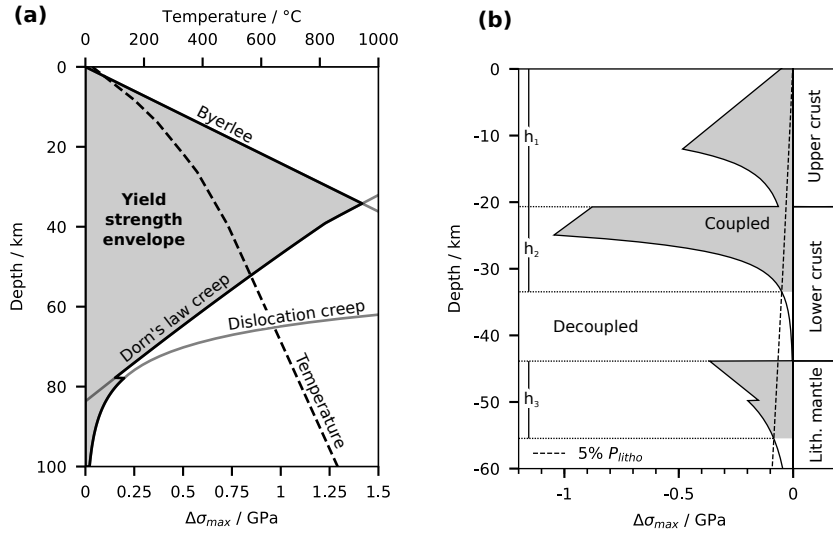 (a)
Temperature / °C
0 200 400 600 800 1000
0
20
40
60
80
100
Depth / km
Byerlee
Yield
strength
envelope
Dorn's law creep
Dislocation creep
Temperature
0 0.25 0.5 0.75 1 1.25 1.5
Δσmax / GPa
(b)
0
-10
-20
-30
-40
-50
-60
Depth / km
h1
h2
h3
Coupled
Decoupled
5% Plitho
Upper crust
Lower crust
Lith. mantle
-1 -0.5 0
Δσmax / GPa